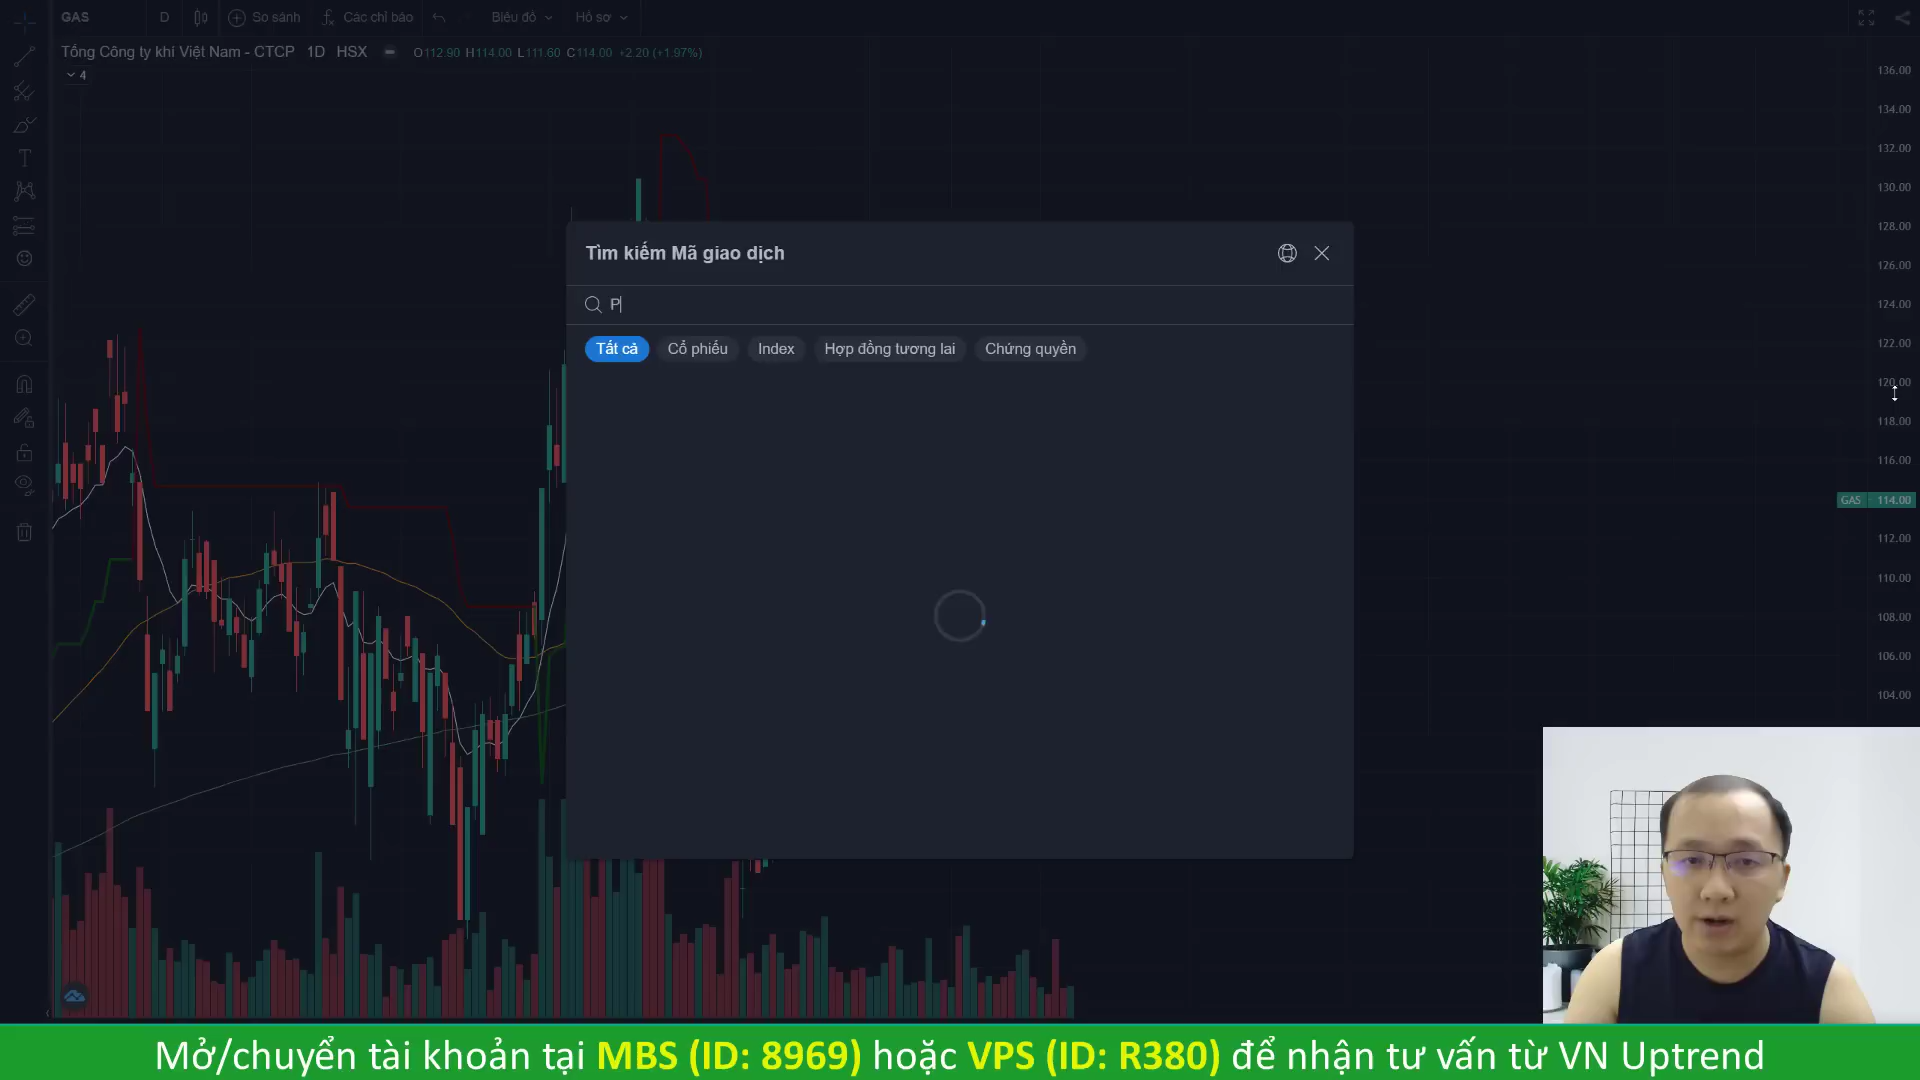 GAS D So sánh Các chỉ báo Biểu đồ Hồ sơ
Tổng Công ty khí Việt Nam - CTCP 1D HSX O112.90 H114.00 L111.60 C114.00 +2.20 (+1.97%)
4
Tìm kiếm Mã giao dịch
P
Tất cả Cổ phiếu Index Hợp đồng tương lai Chứng quyền
136.00
134.00
132.00
130.00
128.00
126.00
124.00
122.00
120.00
118.00
116.00
GAS 114.00
112.00
110.00
108.00
106.00
104.00
Mở/chuyển tài khoản tại MBS (ID: 8969) hoặc VPS (ID: R380) để nhận tư vấn từ VN Uptrend